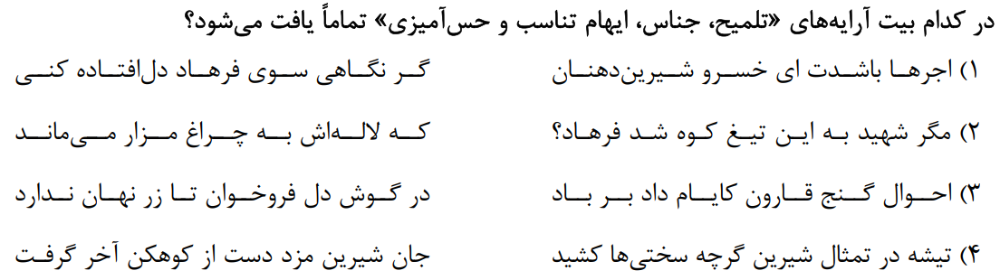 در کدام بیت آرایه‌های «تلمیح، جناس، ایهام تناسب و حس‌آمیزی» تماماً یافت می‌شود؟
۱) اجرها باشدت ای خسرو شیرین‌دهنان گر نگاهی سوی فرهاد دل‌افتاده کنی
۲) مگر شهید به این تیغ کوه شد فرهاد؟ که لاله‌اش به چراغ مزار می‌ماند
۳) احوال گنج قارون کایام داد بر باد در گوش دل فروخوان تا زر نهان ندارد
۴) تیشه در تمثال شیرین گرچه سختی‌ها کشید جان شیرین مزد دست از کوهکن آخر گرفت